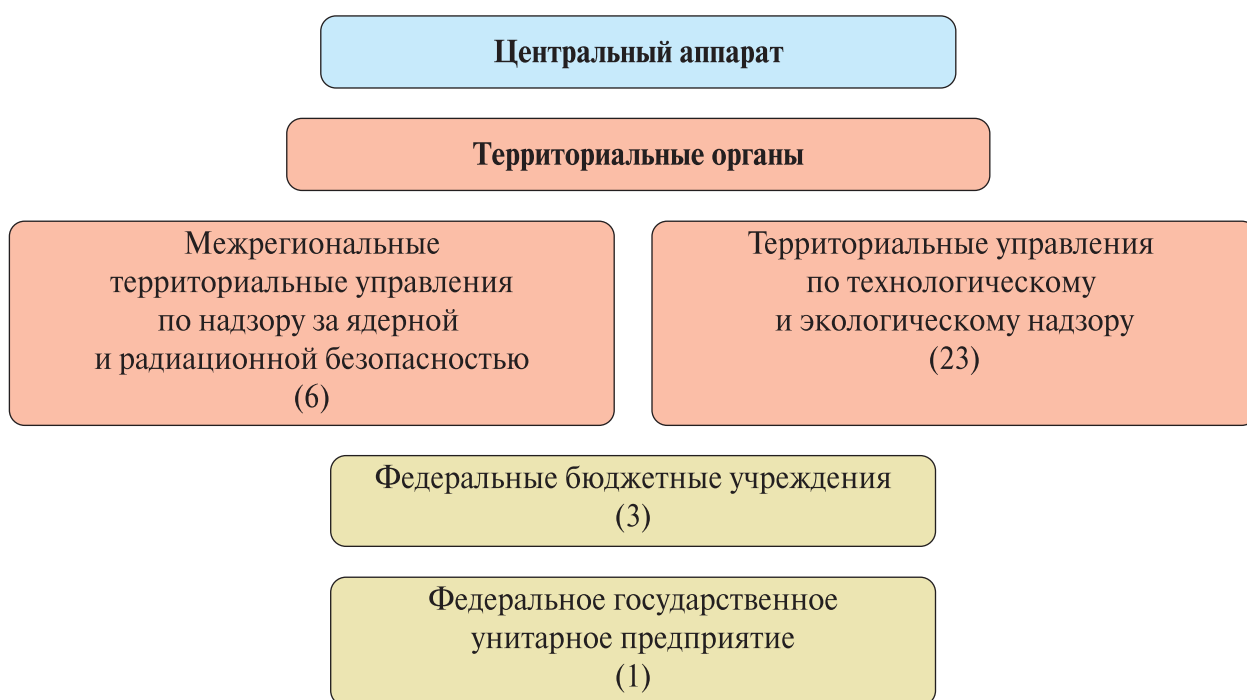 Центральный аппарат
Территориальные органы
Межрегиональные
территориальные управления
по надзору за ядерной
и радиационной безопасностью
(6)
Территориальные управления
по технологическому
и экологическому надзору
(23)
Федеральные бюджетные учреждения
(3)
Федеральное государственное
унитарное предприятие
(1)